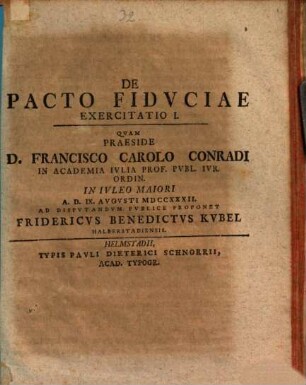 32
DE
PACTO FIDVCIAE
EXERCITATIO I.
QVAM
PRAESIDE
D. FRANCISCO CAROLO CONRADI
IN ACADEMIA IVLIA PROF. PVBL. IVR.
ORDIN.
IN IVLEO MAIORI
A. D. IX. AVGVSTI MDCCXXXII.
AD DISPVTANDVM PVBLICE PROPONET
FRIDERICVS BENEDICTVS KVBEL
HALBERSTADIENSIS.
HELMSTADII,
TYPIS PAVLI DIETERICI SCHNORRII,
ACAD. TYPOGR.